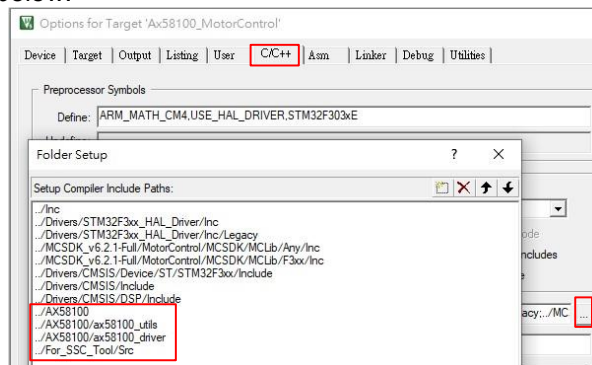 Options for Target 'Ax58100_MotorControl'
Device | Target | Output | Listing | User C/C++ | Asm | Linker | Debug | Utilities |
Preprocessor Symbols
Define: ARM_MATH_CM4,USE_HAL_DRIVER,STM32F303xE
Folder Setup ? ×
Setup Compiler Include Paths:
../Inc
../Drivers/STM32F3xx_HAL_Driver/Inc
../Drivers/STM32F3xx_HAL_Driver/Inc/Legacy
../MCSDK_v6.2.1-Full/MotorControl/MCSDK/MCLib/Any/Inc
../MCSDK_v6.2.1-Full/MotorControl/MCSDK/MCLib/F3xx/Inc
../Drivers/CMSIS/Device/ST/STM32F3xx/Include
../Drivers/CMSIS/Include
../Drivers/CMSIS/DSP/Include
ncludes
../AX58100
../AX58100/ax58100_utils
../AX58100/ax58100_driver
../For_SSC_Tool/Src
acy;../MC ...